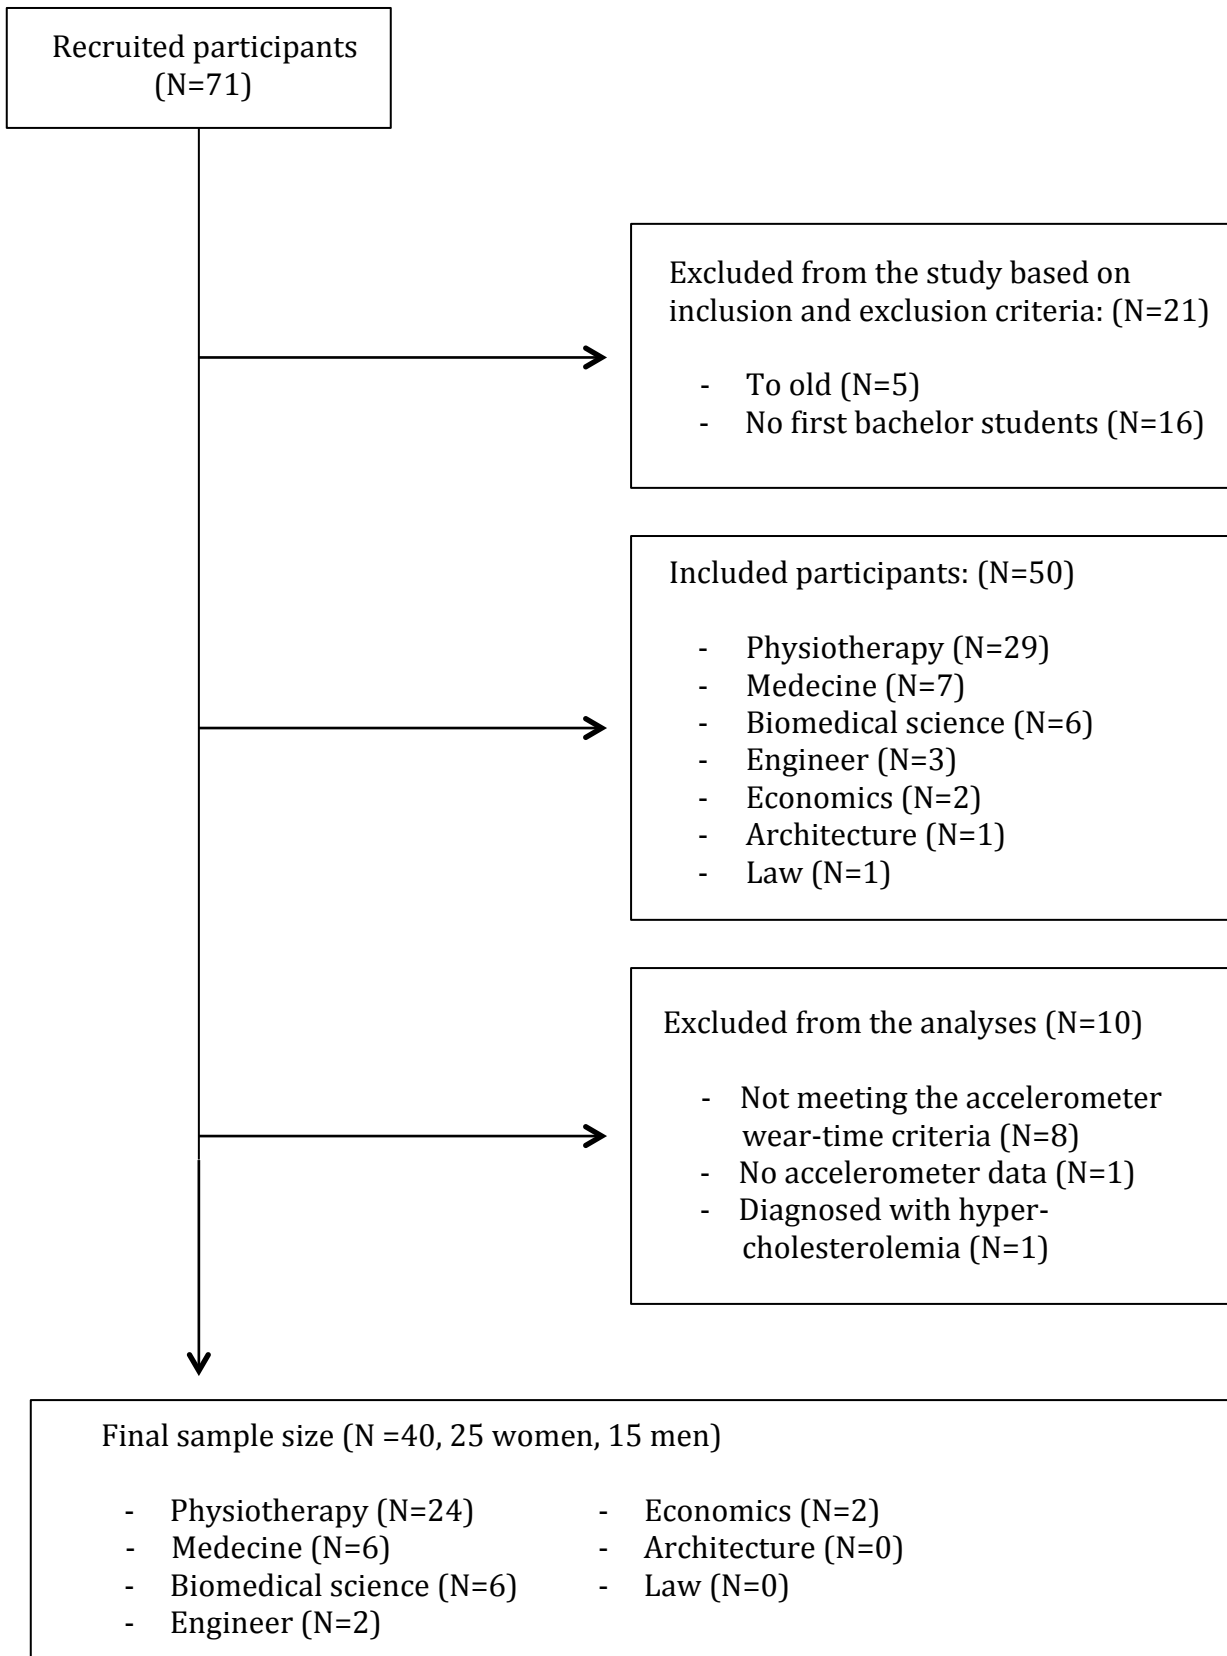 Recruited participants
(N=71)
Excluded from the study based on
inclusion and exclusion criteria: (N=21)
- To old (N=5)
- No first bachelor students (N=16)
Included participants: (N=50)
- Physiotherapy (N=29)
- Medecine (N=7)
- Biomedical science (N=6)
- Engineer (N=3)
- Economics (N=2)
- Architecture (N=1)
- Law (N=1)
Excluded from the analyses (N=10)
- Not meeting the accelerometer
wear-time criteria (N=8)
- No accelerometer data (N=1)
- Diagnosed with hyper-
cholesterolemia (N=1)
Final sample size (N =40, 25 women, 15 men)
- Physiotherapy (N=24)
- Medecine (N=6)
- Biomedical science (N=6)
- Engineer (N=2)
- Economics (N=2)
- Architecture (N=0)
- Law (N=0)